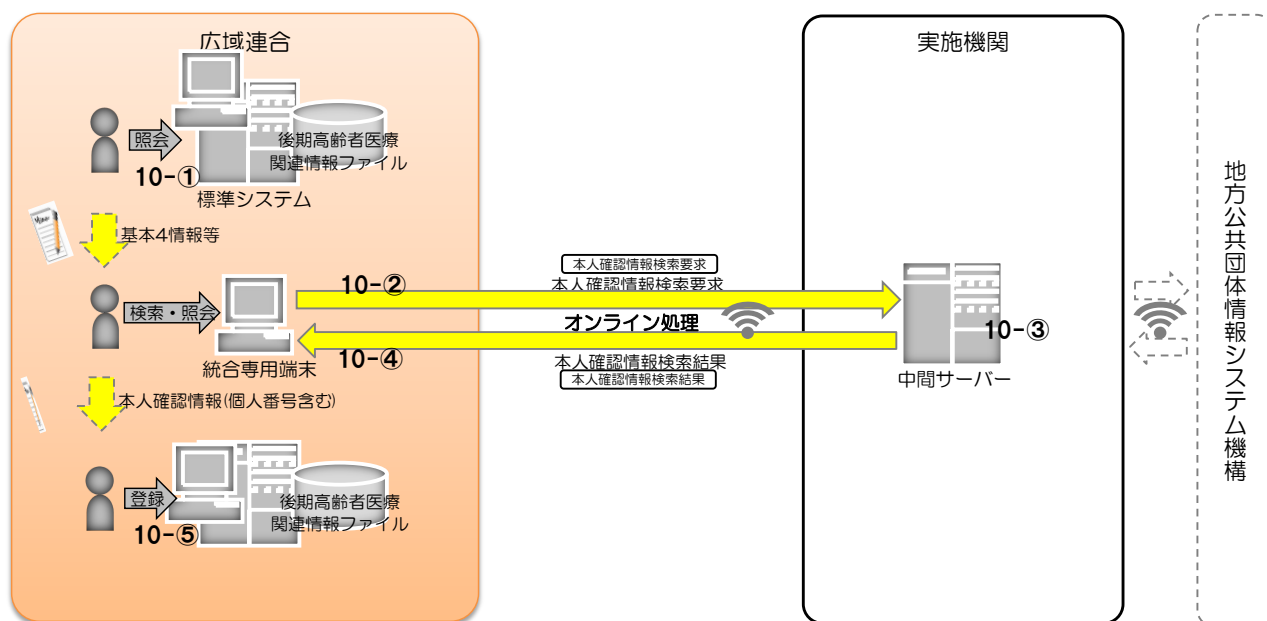 広域連合
照会
後期高齢者医療
関連情報ファイル
10-①
標準システム
基本4情報等
検索・照会
統合専用端末
本人確認情報(個人番号含む)
登録
後期高齢者医療
関連情報ファイル
10-⑤
本人確認情報検索要求
10-②
本人確認情報検索要求
オンライン処理
10-④
本人確認情報検索結果
本人確認情報検索結果
実施機関
10-③
中間サーバー
地方公共団体情報システム機構